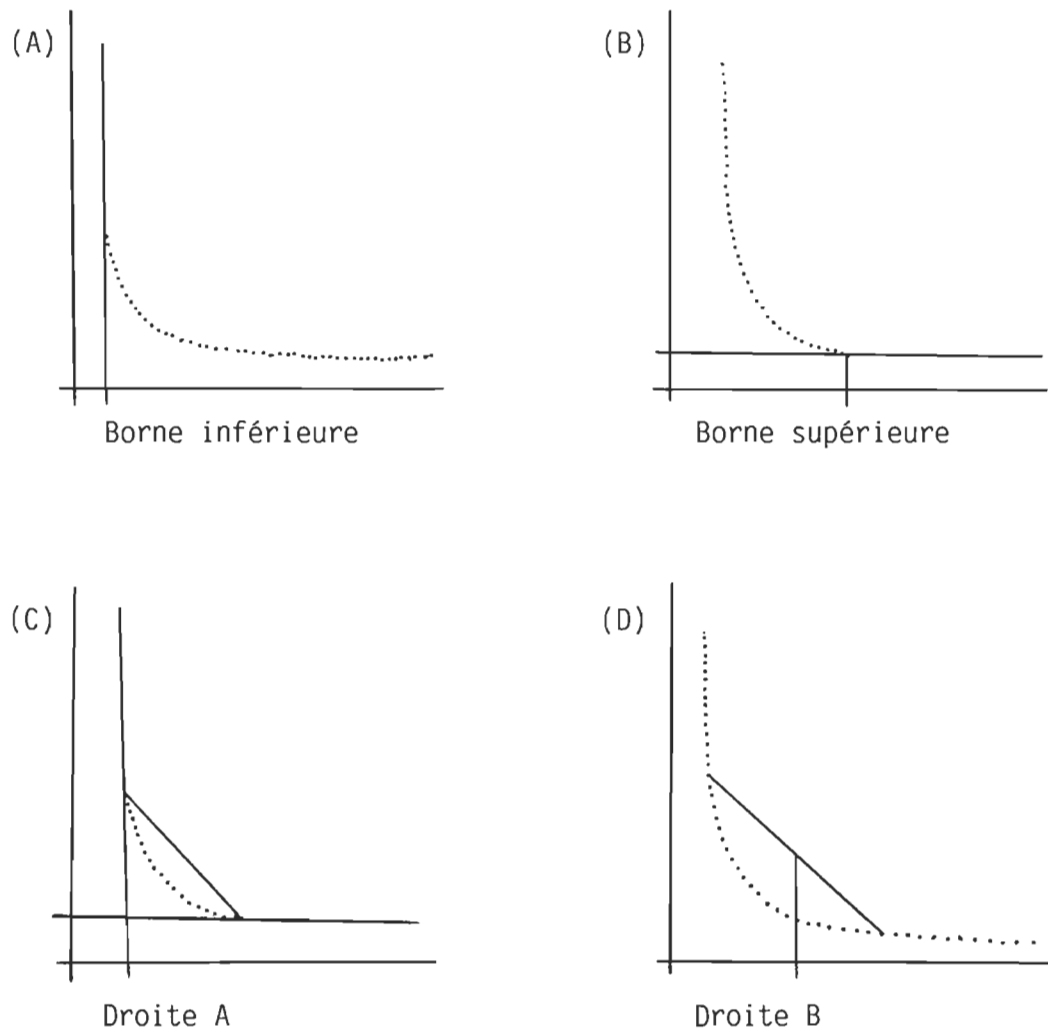 (A)
(B)
Borne inférieure
Borne supérieure
(C)
(D)
Droite A
Droite B